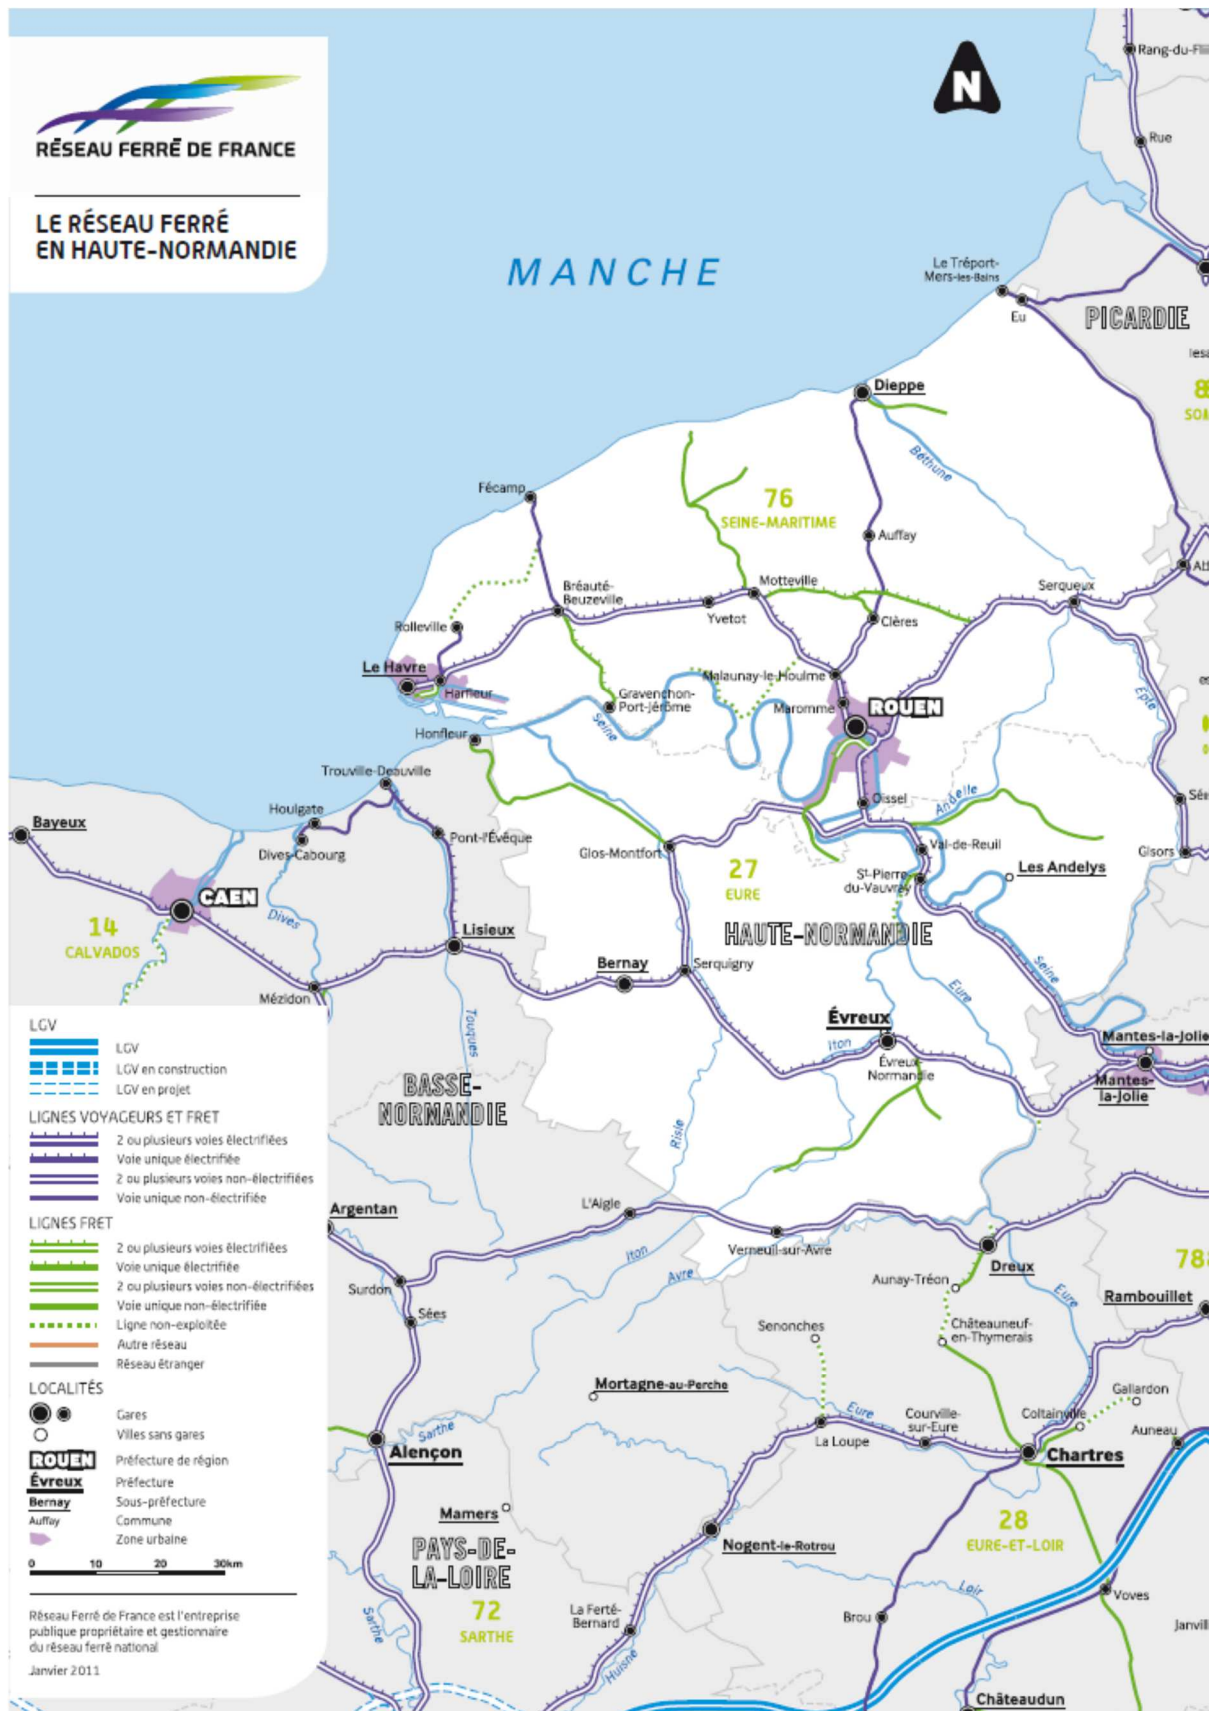 RÉSEAU FERRÉ DE FRANCE
LE RÉSEAU FERRÉ
EN HAUTE-NORMANDIE
N
MANCHE
Rang-du-Fli
Rue
Le Tréport-
Mers-les-Bains
Eu
PICARDIE
Dieppe
Béthune
Fécamp
76
SEINE-MARITIME
Auffay
Bréauté-
Beuzeville
Motteville
Yvetot
Clères
Serqueux
Rolleville
Le Havre
Harfleur
Gravenchon-
Port-Jérôme
Malaunay-le-Houlme
Maromme
ROUEN
Epte
Seine
Honfleur
Trouville-Deauville
Houlgate
Dives-Cabourg
Pont-l'Évêque
Oissel
Andelle
Bayeux
Glos-Montfort
Val-de-Reuil
Gisors
St-Pierre
du-Vauvray
Les Andelys
27
EURE
CAEN
14
CALVADOS
Dives
Lisieux
HAUTE-NORMANDIE
Bernay
Serquigny
Mézidon
Touques
Eure
Seine
Évreux
Iton
Évreux-
Normandie
Mantes-la-Jolie
Mantes-
la-Jolie
BASSE-
NORMANDIE
Risle
LGV
LGV
LGV en construction
LGV en projet
LIGNES VOYAGEURS ET FRET
2 ou plusieurs voies électrifiées
Voie unique électrifiée
2 ou plusieurs voies non-électrifiées
Voie unique non-électrifiée
LIGNES FRET
2 ou plusieurs voies électrifiées
Voie unique électrifiée
2 ou plusieurs voies non-électrifiées
Voie unique non-électrifiée
Ligne non-exploitée
Autre réseau
Réseau étranger
LOCALITÉS
Gares
Villes sans gares
ROUEN Préfecture de région
Évreux Préfecture
Bernay Sous-préfecture
Auffay Commune
Zone urbaine
0 10 20 30km
Réseau Ferré de France est l'entreprise
publique propriétaire et gestionnaire
du réseau ferré national
Janvier 2011
Argentan
L'Aigle
Iton
Avre
Verneuil-sur-Avre
Surdon
Sées
Aunay-Tréon
Dreux
Eure
Rambouillet
Senonches
Châteauneuf-
en-Thymerais
Mortagne-au-Perche
Gallardon
Sarthe
Alençon
Eure
La Loupe
Courville-
sur-Eure
Coltainville
Auneau
Chartres
Mamers
PAYS-DE-
LA-LOIRE
Nogent-le-Rotrou
28
EURE-ET-LOIR
72
SARTHE
La Ferté-
Bernard
Loir
Voves
Brou
Janvill
Sarthe
Huisne
Châteaudun